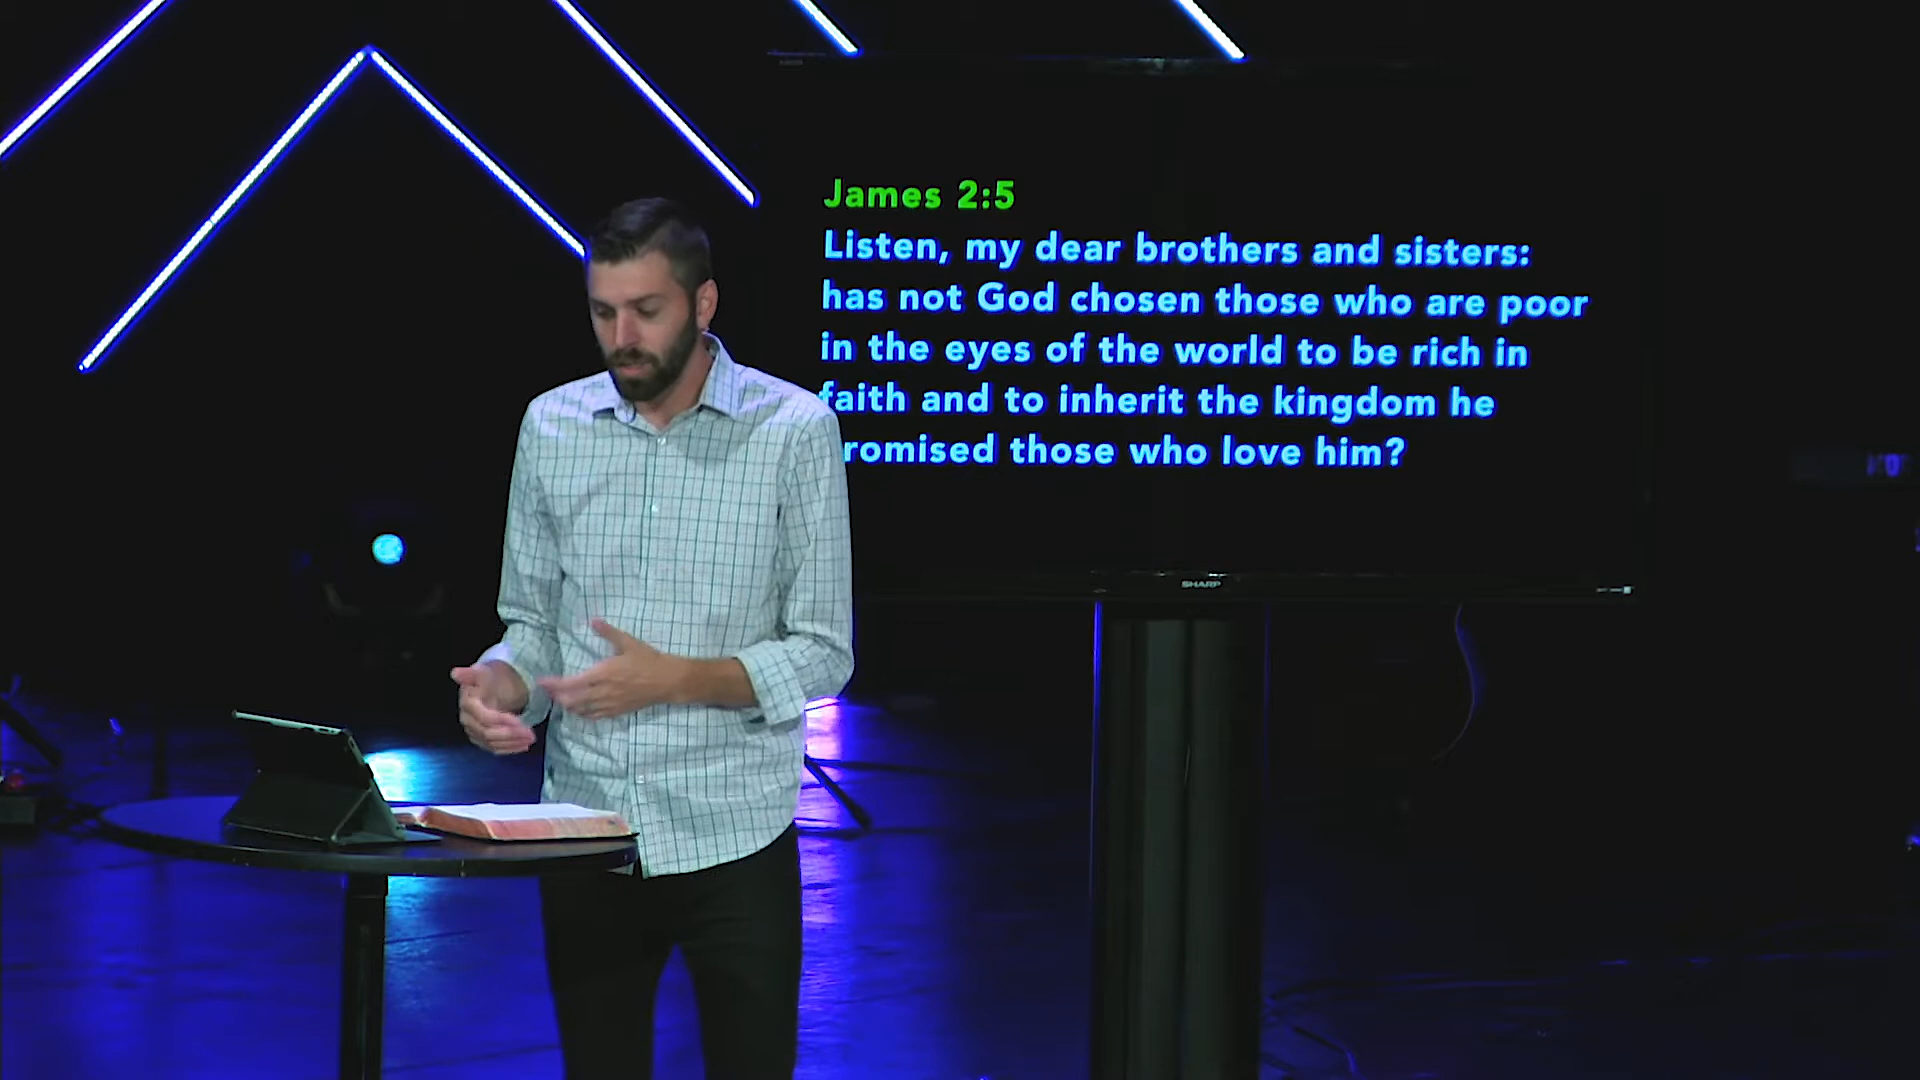 James 2:5
Listen, my dear brothers and sisters:
has not God chosen those who are poor
in the eyes of the world to be rich in
faith and to inherit the kingdom he
romised those who love him?
SHARP